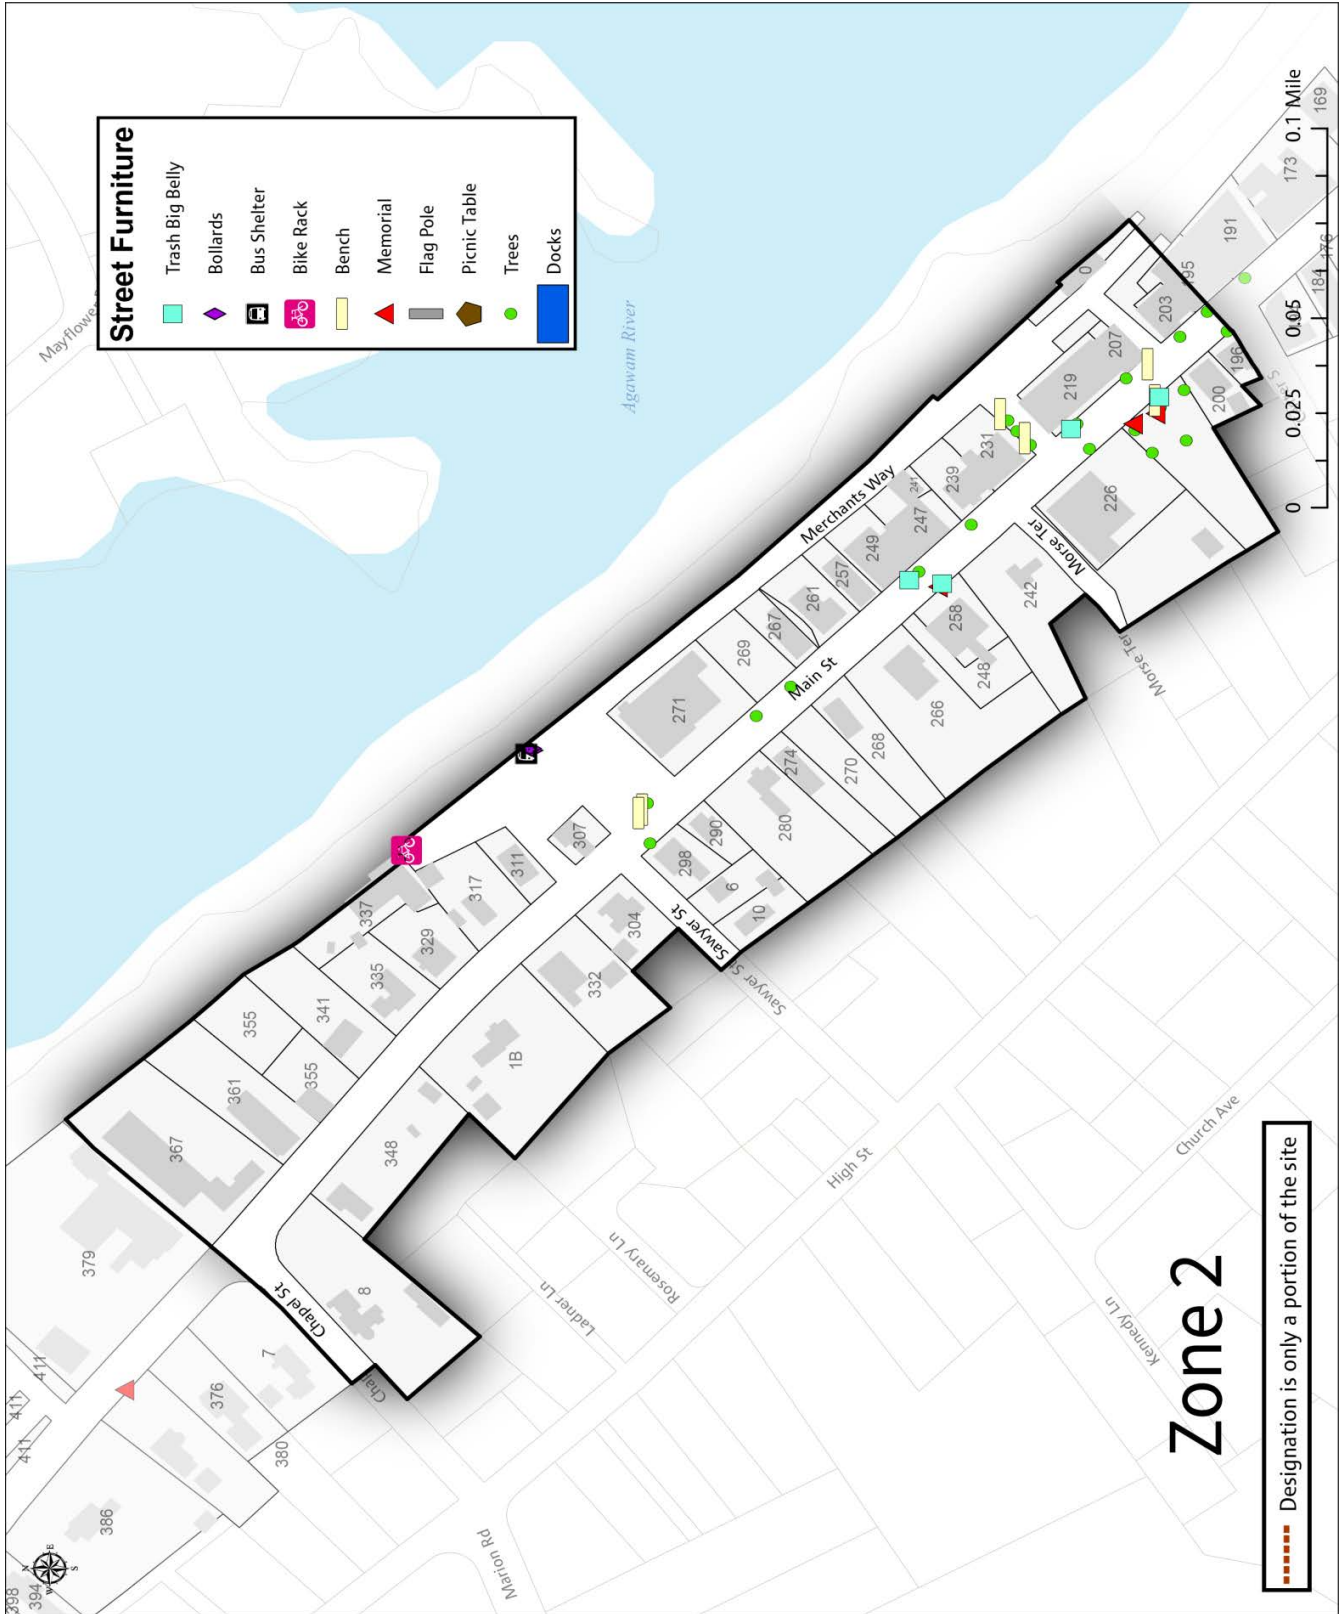 Street Furniture
Trash Big Belly
Bollards
Bus Shelter
Bike Rack
Bench
Memorial
Flag Pole
Picnic Table
Trees
Docks
Agawam River
Mayflower
Merchants Way
Main St
Morse Ter
Morse Ter
Sawyer St
Sawyer St
Chapel St
High St
Rosemary Ln
Ladner Ln
Church Ave
Kennedy Ln
Marion Rd
0
0.025
0.05
0.1 Mile
169
173
191
176
184
195
203
0
207
219
196
200
231
239
241
247
249
257
261
267
269
271
226
242
258
248
266
268
270
274
280
290
298
6
10
304
307
311
317
329
337
335
341
355
355
361
367
332
1B
348
8
379
7
376
380
411
411
411
386
394
398
N
E
S
W
Zone 2
Designation is only a portion of the site